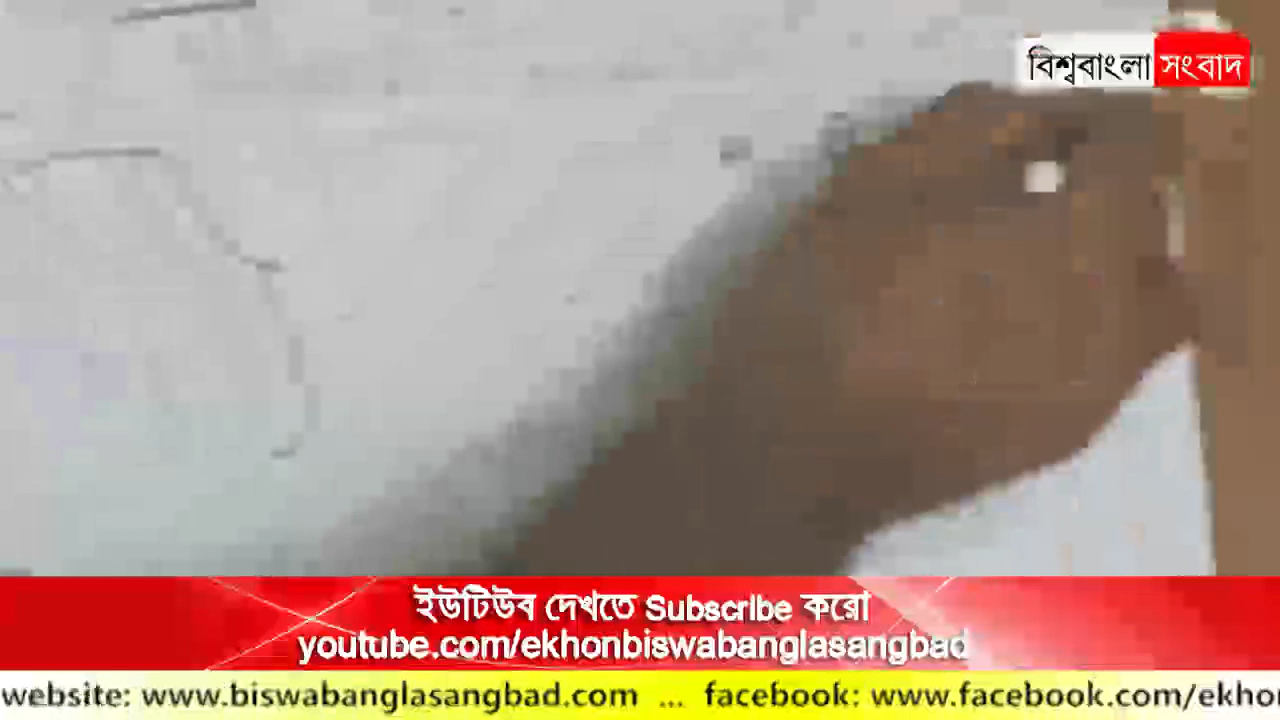 বিশ্ববাংলা সংবাদ
ইউটিউব দেখতে Subscribe করো
youtube.com/ekhonbiswabanglasangbad
website: www.biswabanglasangbad.com ... facebook: www.facebook.com/ekhon